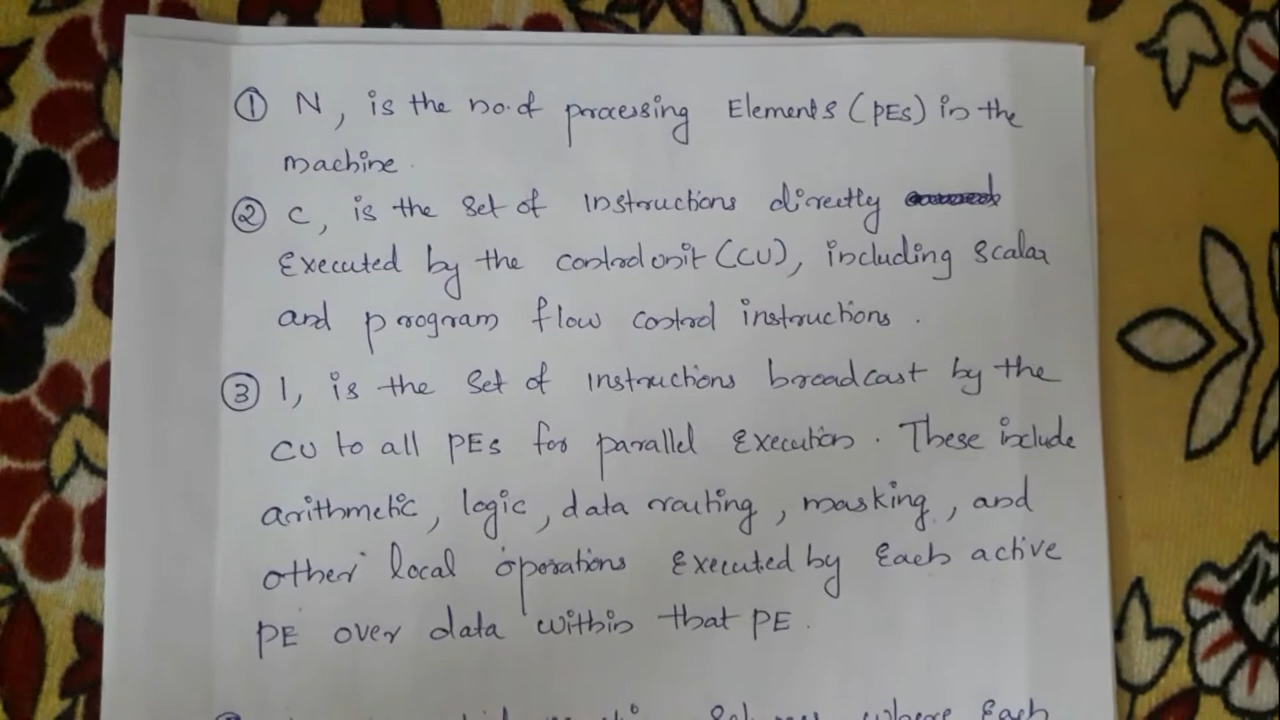 ① N, is the no. of processing Elements (PEs) in the
machine.
② C, is the set of instructions directly
Executed by the control unit (CU), including scalar
and program flow control instructions.
③ I, is the set of instructions broadcast by the
CU to all PEs for parallel Execution. These include
arithmetic, logic, data routing, masking, and
other local operations Executed by Each active
PE over data within that PE.
where Each